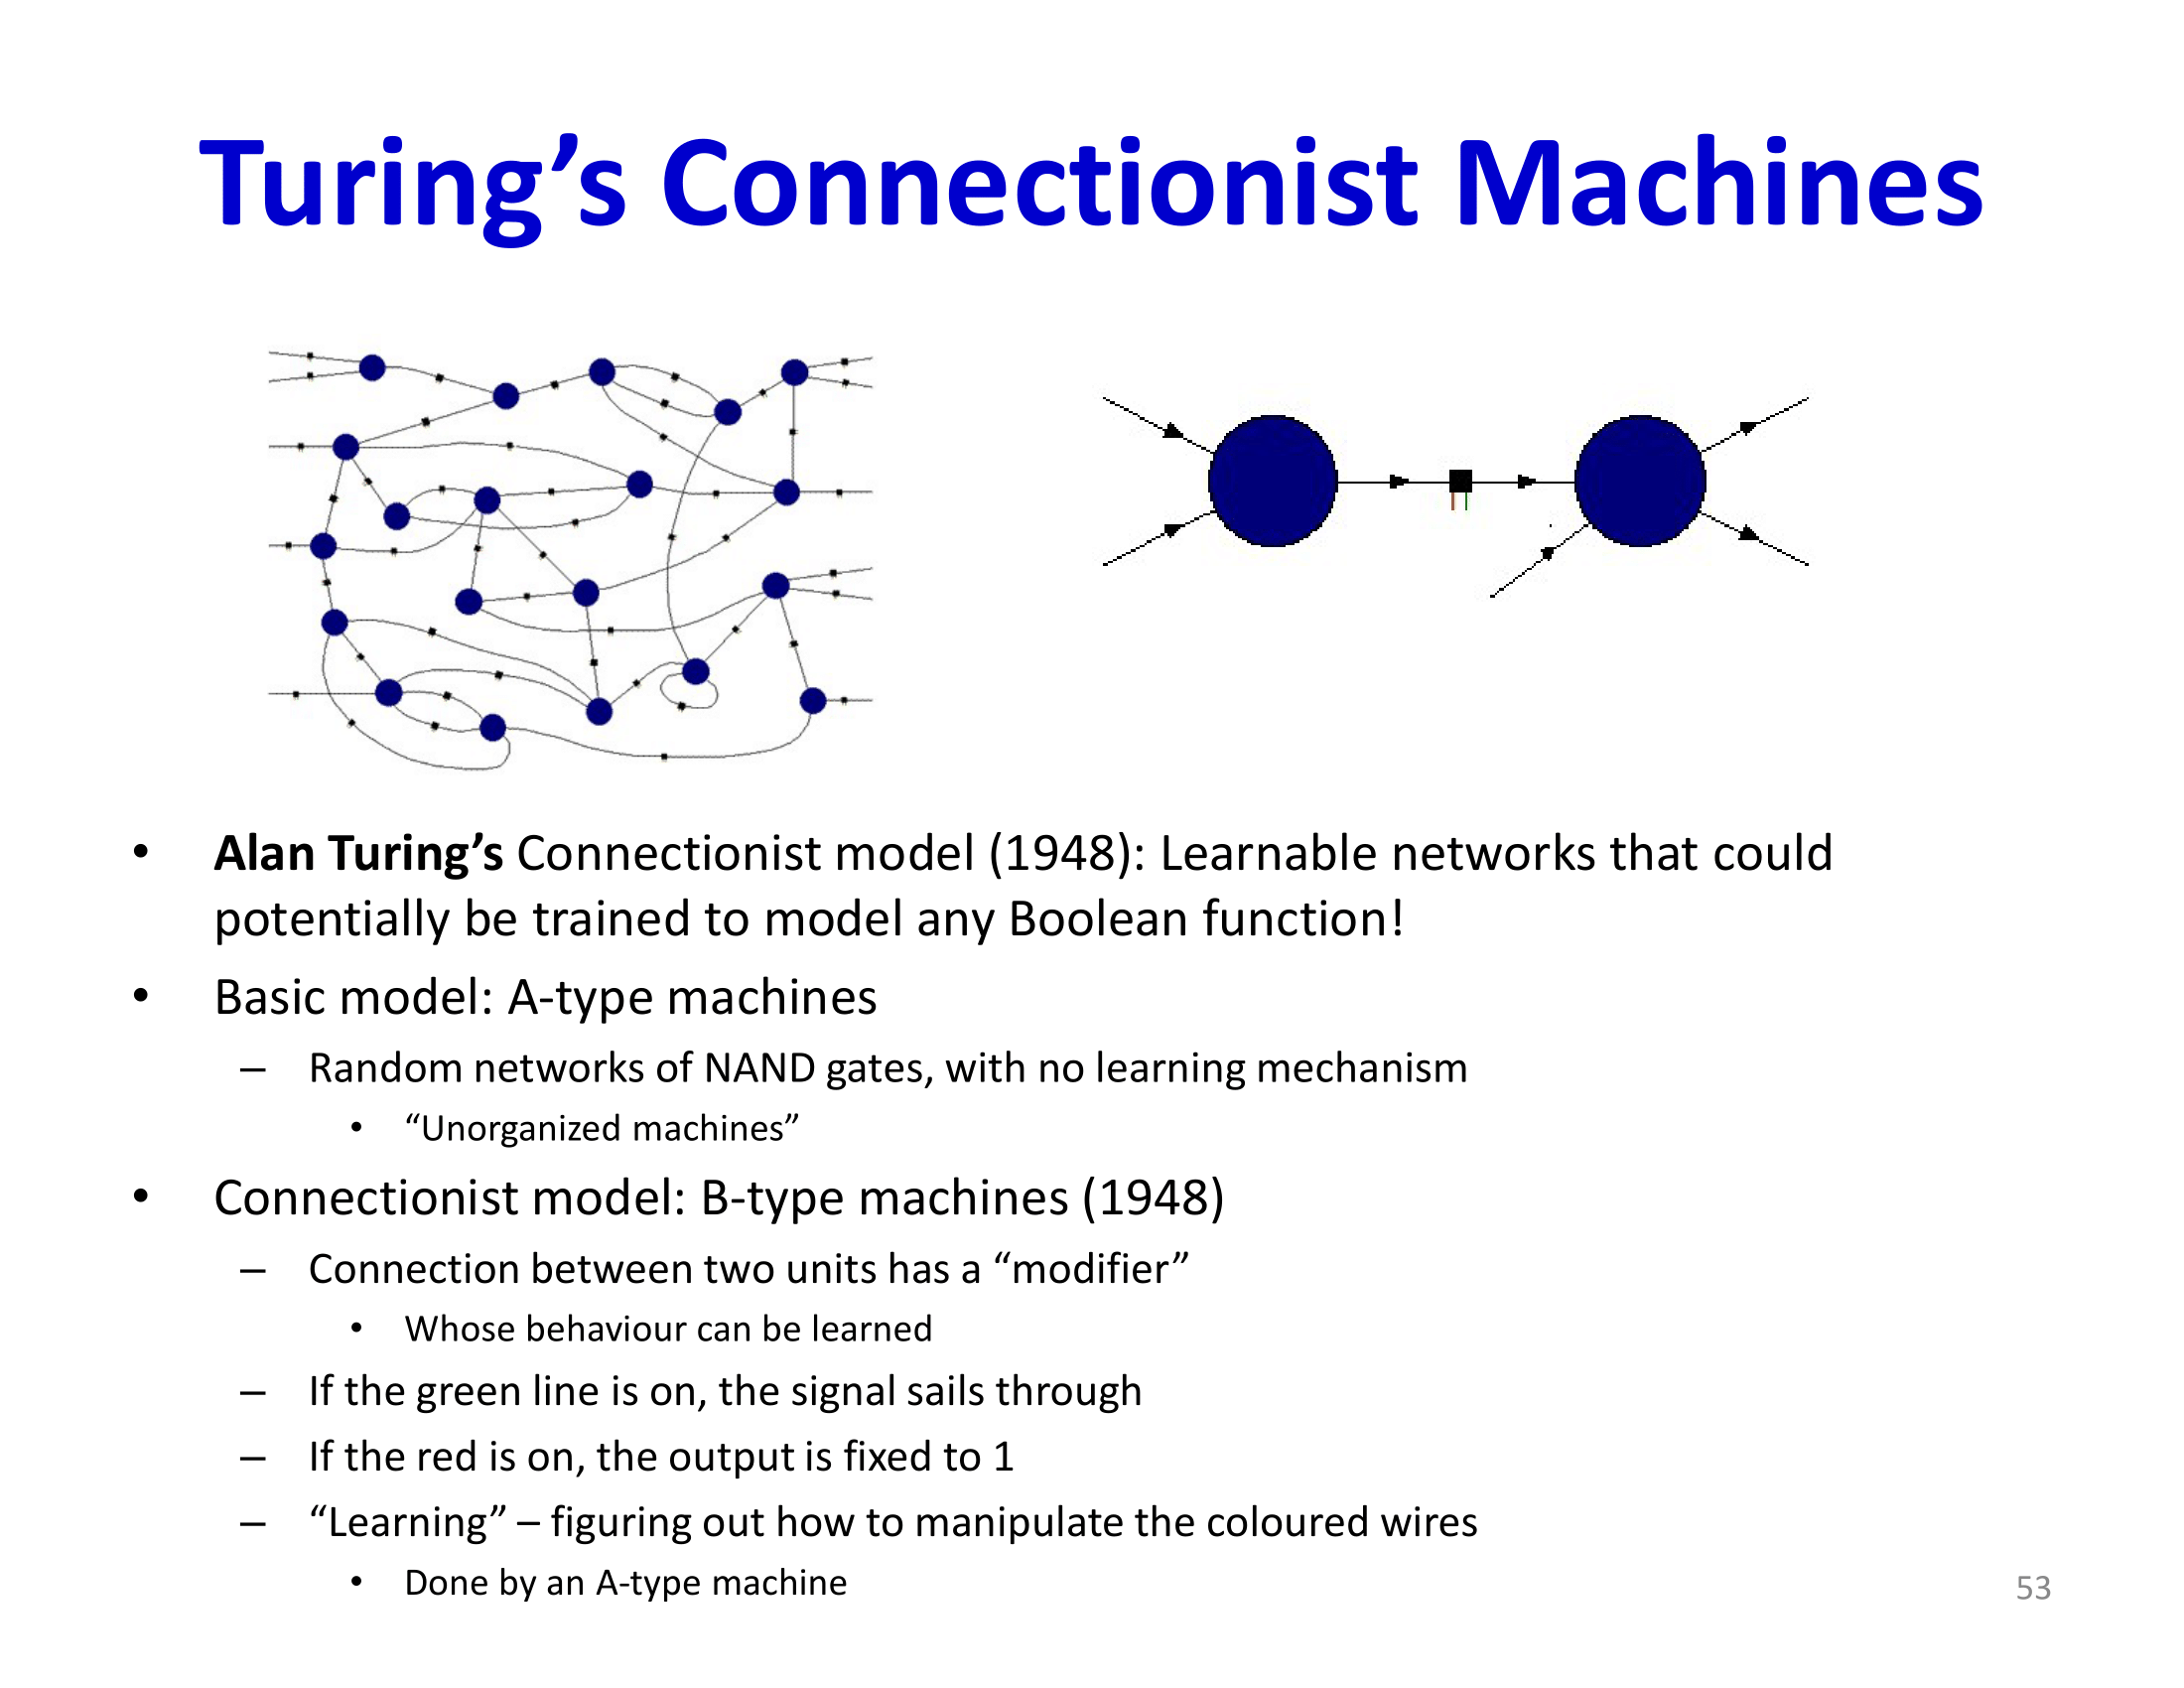 Turing’s Connectionist Machines
• Alan Turing’s Connectionist model (1948): Learnable networks that could
potentially be trained to model any Boolean function!
• Basic model: A-type machines
– Random networks of NAND gates, with no learning mechanism
• “Unorganized machines”
• Connectionist model: B-type machines (1948)
– Connection between two units has a “modifier”
• Whose behaviour can be learned
– If the green line is on, the signal sails through
– If the red is on, the output is fixed to 1
– “Learning” – figuring out how to manipulate the coloured wires
• Done by an A-type machine
53